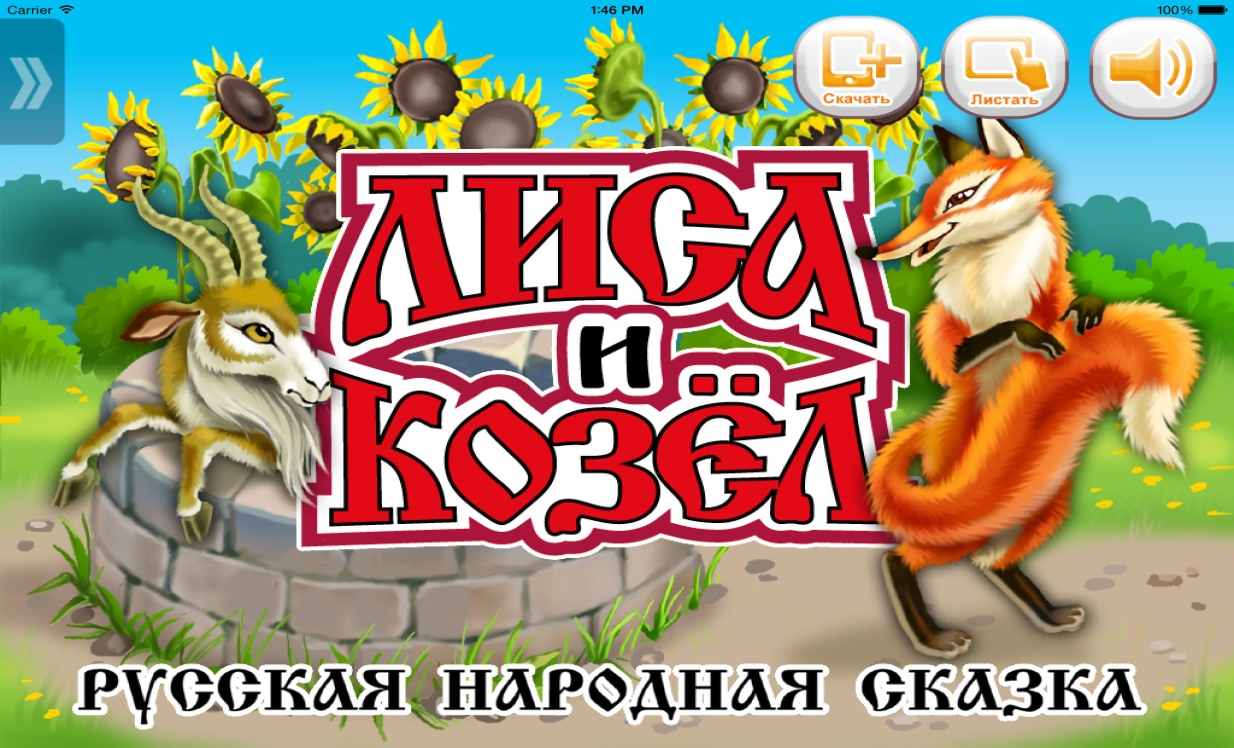 Carrier 1:46 PM 100%
Скачать Листать
ЛИСА
И
КОЗЁЛ
РУССКАЯ НАРОДНАЯ СКАЗКА